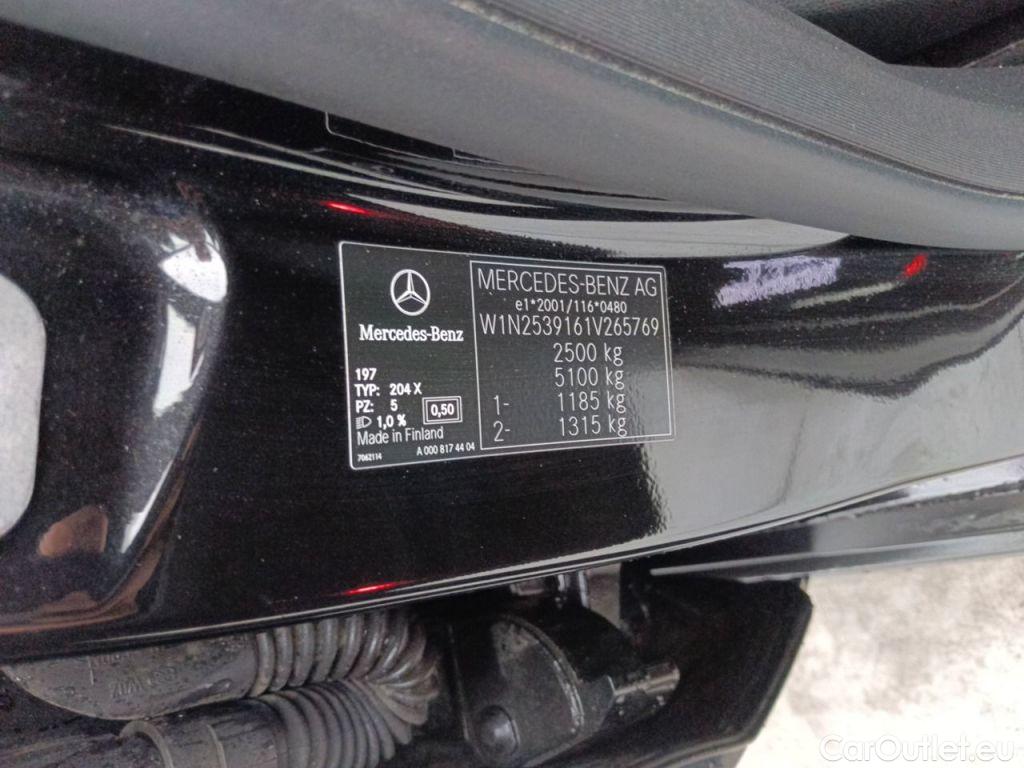 Mercedes-Benz
197
TYP: 204 X
PZ: 5
0,50
1,0 %
Made in Finland
7062114
A 000 817 44 04
MERCEDES-BENZ AG
e1*2001/116*0480
W1N2539161V265769
2500 kg
5100 kg
1- 1185 kg
2- 1315 kg
CarOutlet.eu